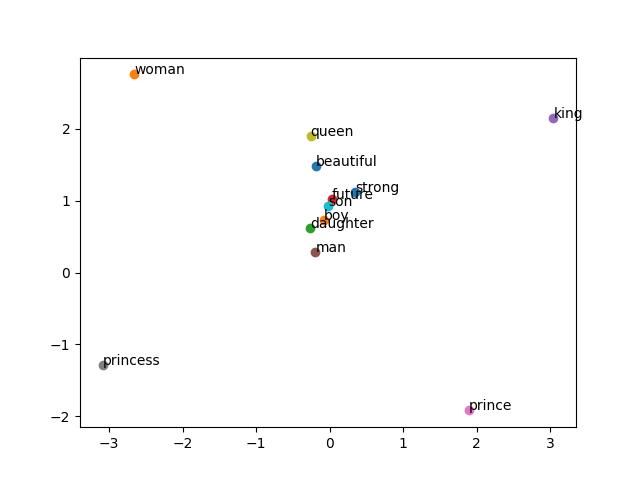 woman
king
queen
beautiful
strong
future
son
boy
daughter
man
princess
prince
2
1
0
−1
−2
−3
−2
−1
0
1
2
3